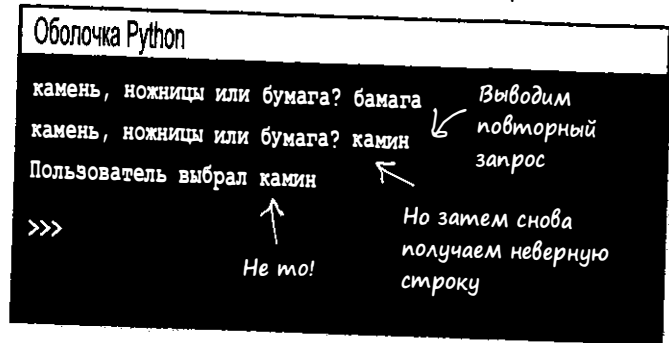 Оболочка Python
камень, ножницы или бумага? бамага
камень, ножницы или бумага? камин
Пользователь выбрал камин
>>>
Выводим
повторный
запрос
Но затем снова
получаем неверную
строку
Не то!